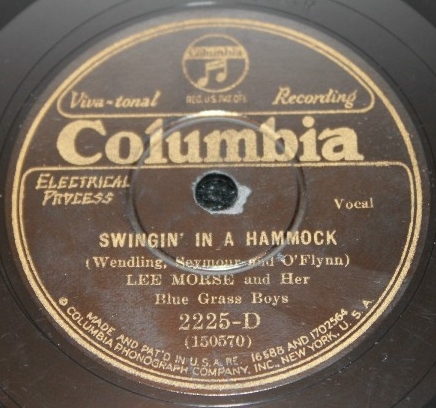 Columbia
REG. U.S. PAT. OFF.
Viva-tonal Recording
Columbia
ELECTRICAL
PROCESS
Vocal
SWINGIN' IN A HAMMOCK
(Wendling, Seymour and O'Flynn)
LEE MORSE and Her
Blue Grass Boys
2225-D
(150570)
MADE AND PAT'D IN U.S.A. RE. 16588 AND 1702564
© COLUMBIA PHONOGRAPH COMPANY, INC., NEW YORK, U.S.A.